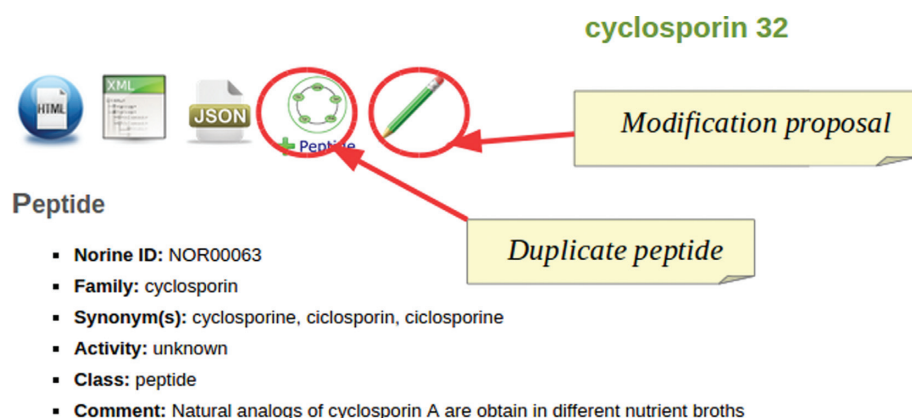 cyclosporin 32
HTML
XML
JSON
Peptide
Modification proposal
Peptide
Duplicate peptide
Norine ID: NOR00063
Family: cyclosporin
Synonym(s): cyclosporine, ciclosporin, ciclosporine
Activity: unknown
Class: peptide
Comment: Natural analogs of cyclosporin A are obtain in different nutrient broths